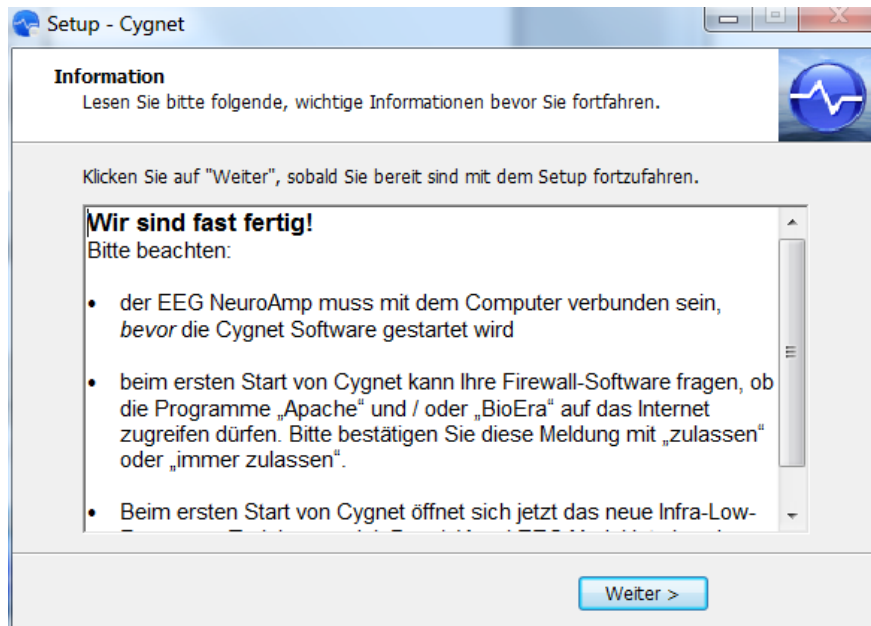 Setup - Cygnet
Information
Lesen Sie bitte folgende, wichtige Informationen bevor Sie fortfahren.
Klicken Sie auf "Weiter", sobald Sie bereit sind mit dem Setup fortzufahren.
Wir sind fast fertig!
Bitte beachten:
• der EEG NeuroAmp muss mit dem Computer verbunden sein,
bevor die Cygnet Software gestartet wird
• beim ersten Start von Cygnet kann Ihre Firewall-Software fragen, ob
die Programme „Apache“ und / oder „BioEra“ auf das Internet
zugreifen dürfen. Bitte bestätigen Sie diese Meldung mit „zulassen“
oder „immer zulassen“.
• Beim ersten Start von Cygnet öffnet sich jetzt das neue Infra-Low-
Weiter >